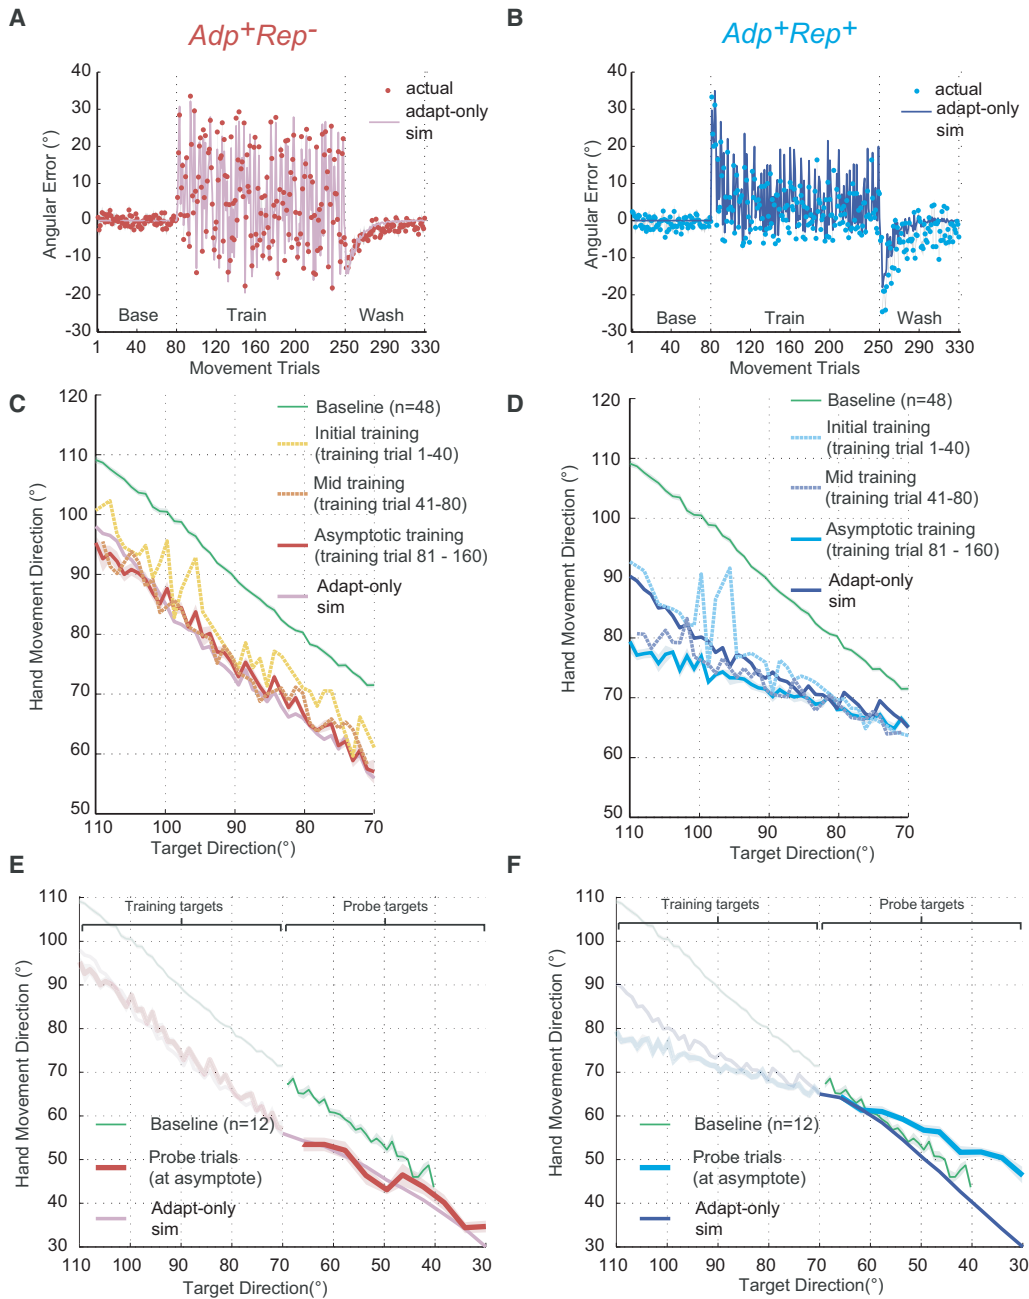 A
Adp+Rep-
40
30
20
10
0
-10
-20
-30
Angular Error (°)
actual
adapt-only
sim
Base
Train
Wash
1
40
80
120
160
200
250
290
330
Movement Trials
B
Adp+Rep+
40
30
20
10
0
-10
-20
-30
Angular Error (°)
actual
adapt-only
sim
Base
Train
Wash
1
40
80
120
160
200
250
290
330
Movement Trials
C
120
110
100
90
80
70
60
50
Hand Movement Direction (°)
Baseline (n=48)
Initial training
(training trial 1-40)
Mid training
(training trial 41-80)
Asymptotic training
(training trial 81 - 160)
Adapt-only
sim
110
100
90
80
70
Target Direction(°)
D
120
110
100
90
80
70
60
50
Hand Movement Direction (°)
Baseline (n=48)
Initial training
(training trial 1-40)
Mid training
(training trial 41-80)
Asymptotic training
(training trial 81 - 160)
Adapt-only
sim
110
100
90
80
70
Target Direction(°)
E
110
100
90
80
70
60
50
40
30
Hand Movement Direction (°)
Training targets
Probe targets
Baseline (n=12)
Probe trials
(at asymptote)
Adapt-only
sim
110
100
90
80
70
60
50
40
30
Target Direction(°)
F
110
100
90
80
70
60
50
40
30
Hand Movement Direction (°)
Training targets
Probe targets
Baseline (n=12)
Probe trials
(at asymptote)
Adapt-only
sim
110
100
90
80
70
60
50
40
30
Target Direction(°)